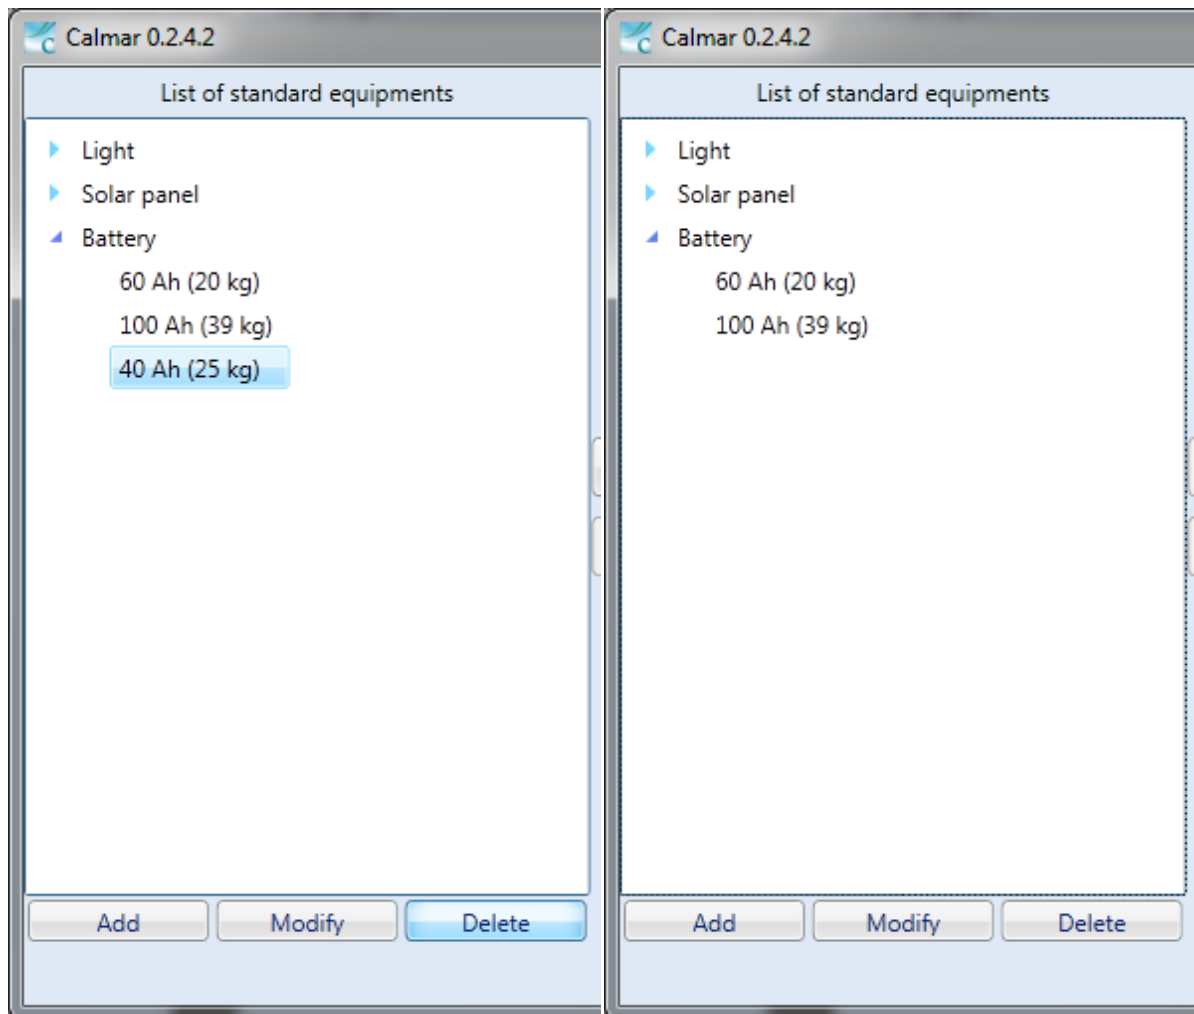 Calmar 0.2.4.2
List of standard equipments
Light
Solar panel
Battery
60 Ah (20 kg)
100 Ah (39 kg)
40 Ah (25 kg)
Add Modify Delete
Calmar 0.2.4.2
List of standard equipments
Light
Solar panel
Battery
60 Ah (20 kg)
100 Ah (39 kg)
Add Modify Delete